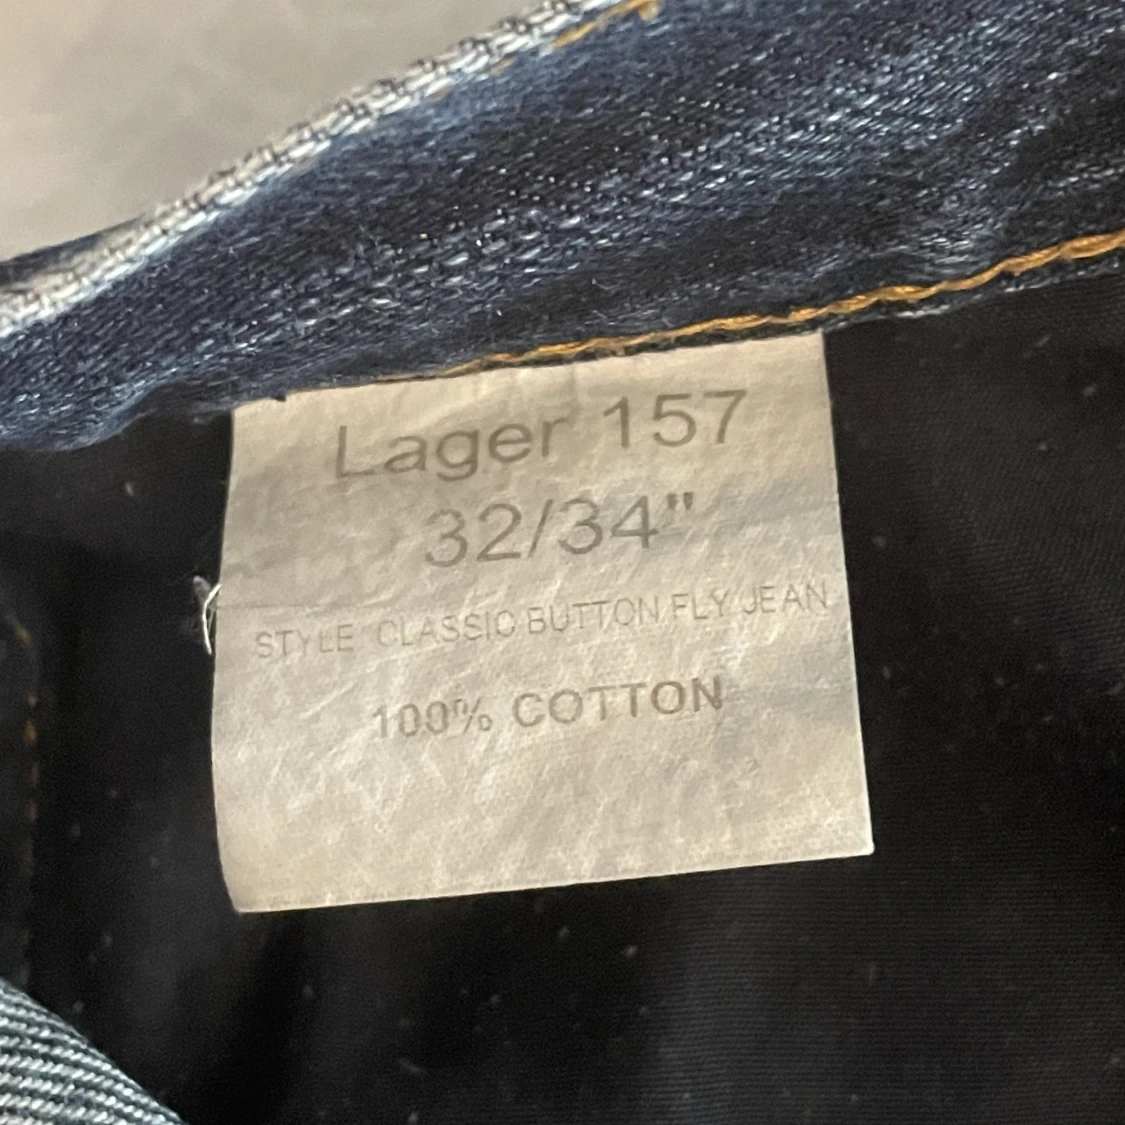 Lager 157
32/34"
STYLE CLASSIC BUTTON FLY JEAN
100% COTTON